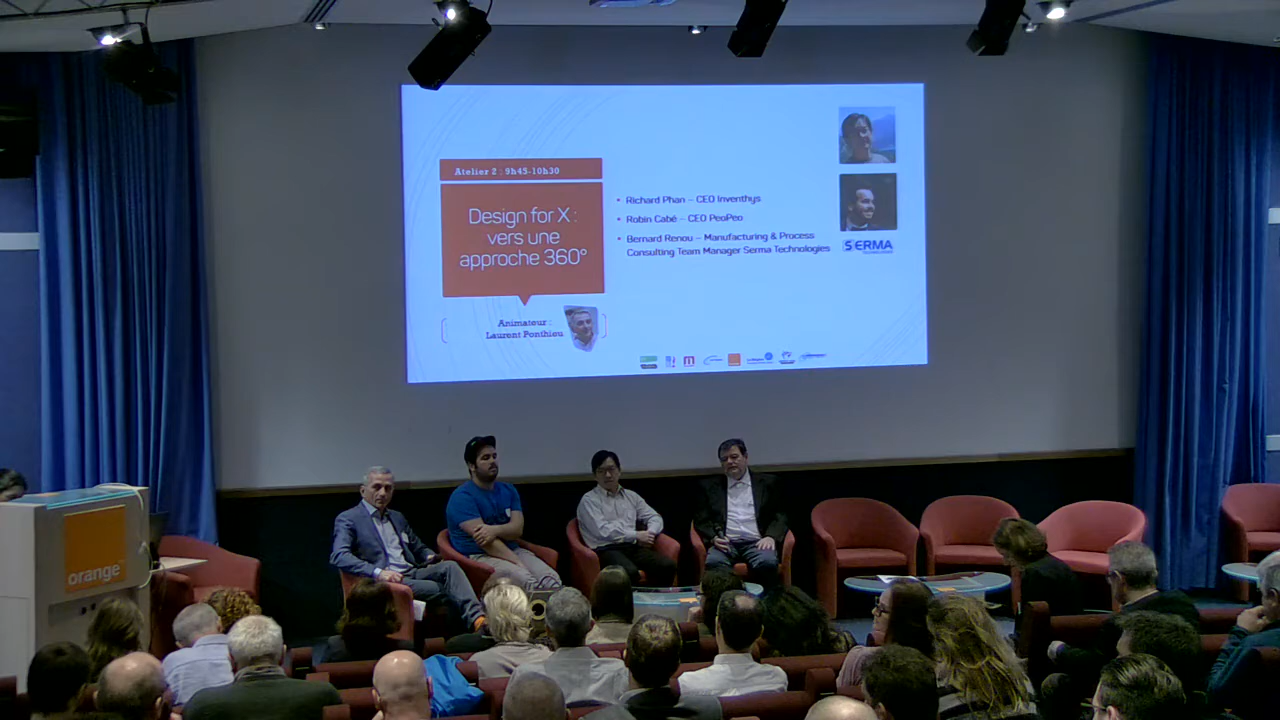 Atelier 2 : 9h45-10h30
Design for X :
vers une
approche 360°
Animateur :
Laurent Ponthieu
• Richard Phan – CEO Inventhys
• Robin Cabé – CEO PeoPeo
• Bernard Renou – Manufacturing & Process
Consulting Team Manager Serma Technologies
SERMA
TECHNOLOGIES
orange